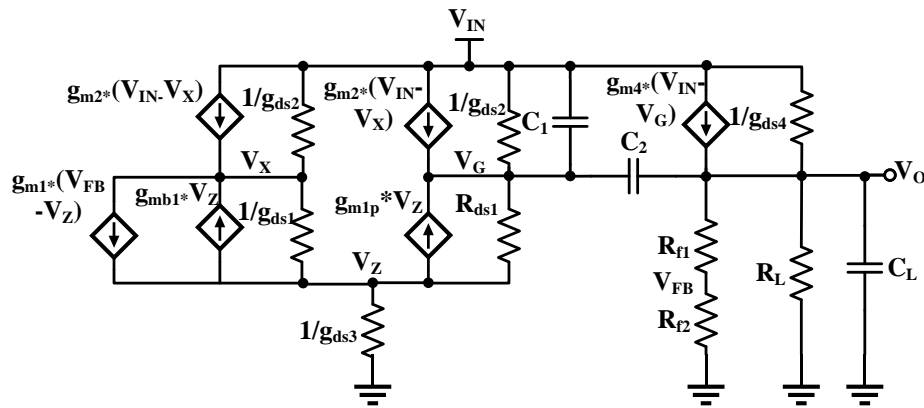 V_IN
g_m2*(V_IN-V_X)
1/g_ds2
g_m2*(V_IN-
V_X)
1/g_ds2
C_1
g_m4*(V_IN-
V_G)
1/g_ds4
C_2
V_X
V_G
V_O
g_m1*(V_FB
-V_Z)
g_mb1*V_Z
1/g_ds1
g_m1p*V_Z
R_ds1
R_f1
V_Z
V_FB
R_L
C_L
R_f2
1/g_ds3